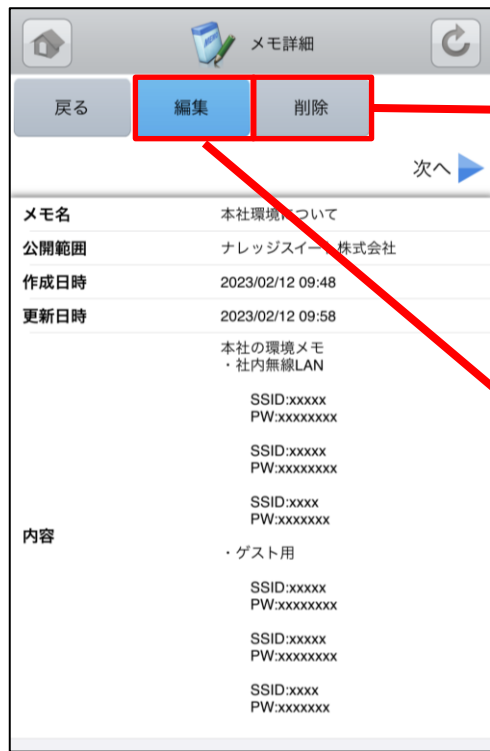 メモ詳細
戻る 編集 削除
次へ
メモ名 本社環境について
公開範囲 ナレッジスイート株式会社
作成日時 2023/02/12 09:48
更新日時 2023/02/12 09:58
本社の環境メモ
・社内無線LAN
SSID:xxxxx
PW:xxxxxxxx
SSID:xxxxx
PW:xxxxxxxx
SSID:xxxx
PW:xxxxxxx
内容
・ゲスト用
SSID:xxxxx
PW:xxxxxxxx
SSID:xxxxx
PW:xxxxxxxx
SSID:xxxx
PW:xxxxxxx